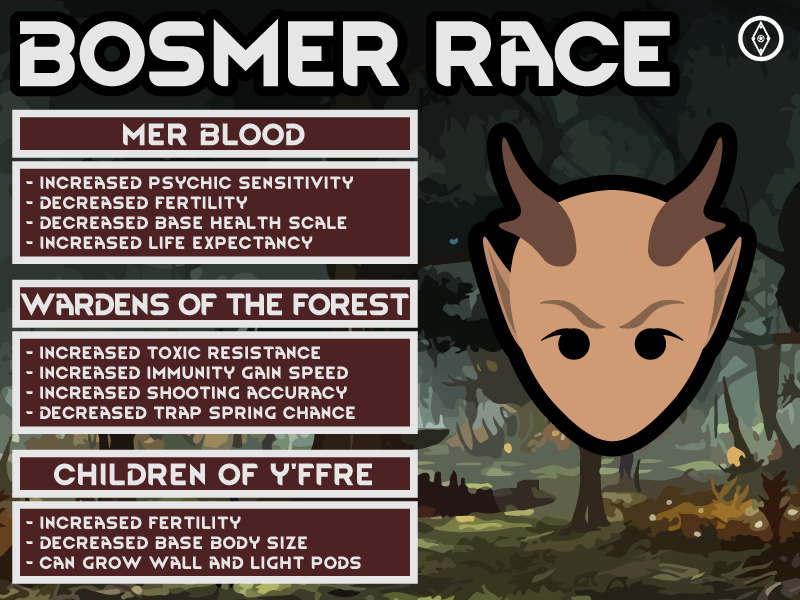 BOSMER RACE
MER BLOOD
- INCREASED PSYCHIC SENSITIVITY
- DECREASED FERTILITY
- DECREASED BASE HEALTH SCALE
- INCREASED LIFE EXPECTANCY
WARDENS OF THE FOREST
- INCREASED TOXIC RESISTANCE
- INCREASED IMMUNITY GAIN SPEED
- INCREASED SHOOTING ACCURACY
- DECREASED TRAP SPRING CHANCE
CHILDREN OF Y'FFRE
- INCREASED FERTILITY
- DECREASED BASE BODY SIZE
- CAN GROW WALL AND LIGHT PODS